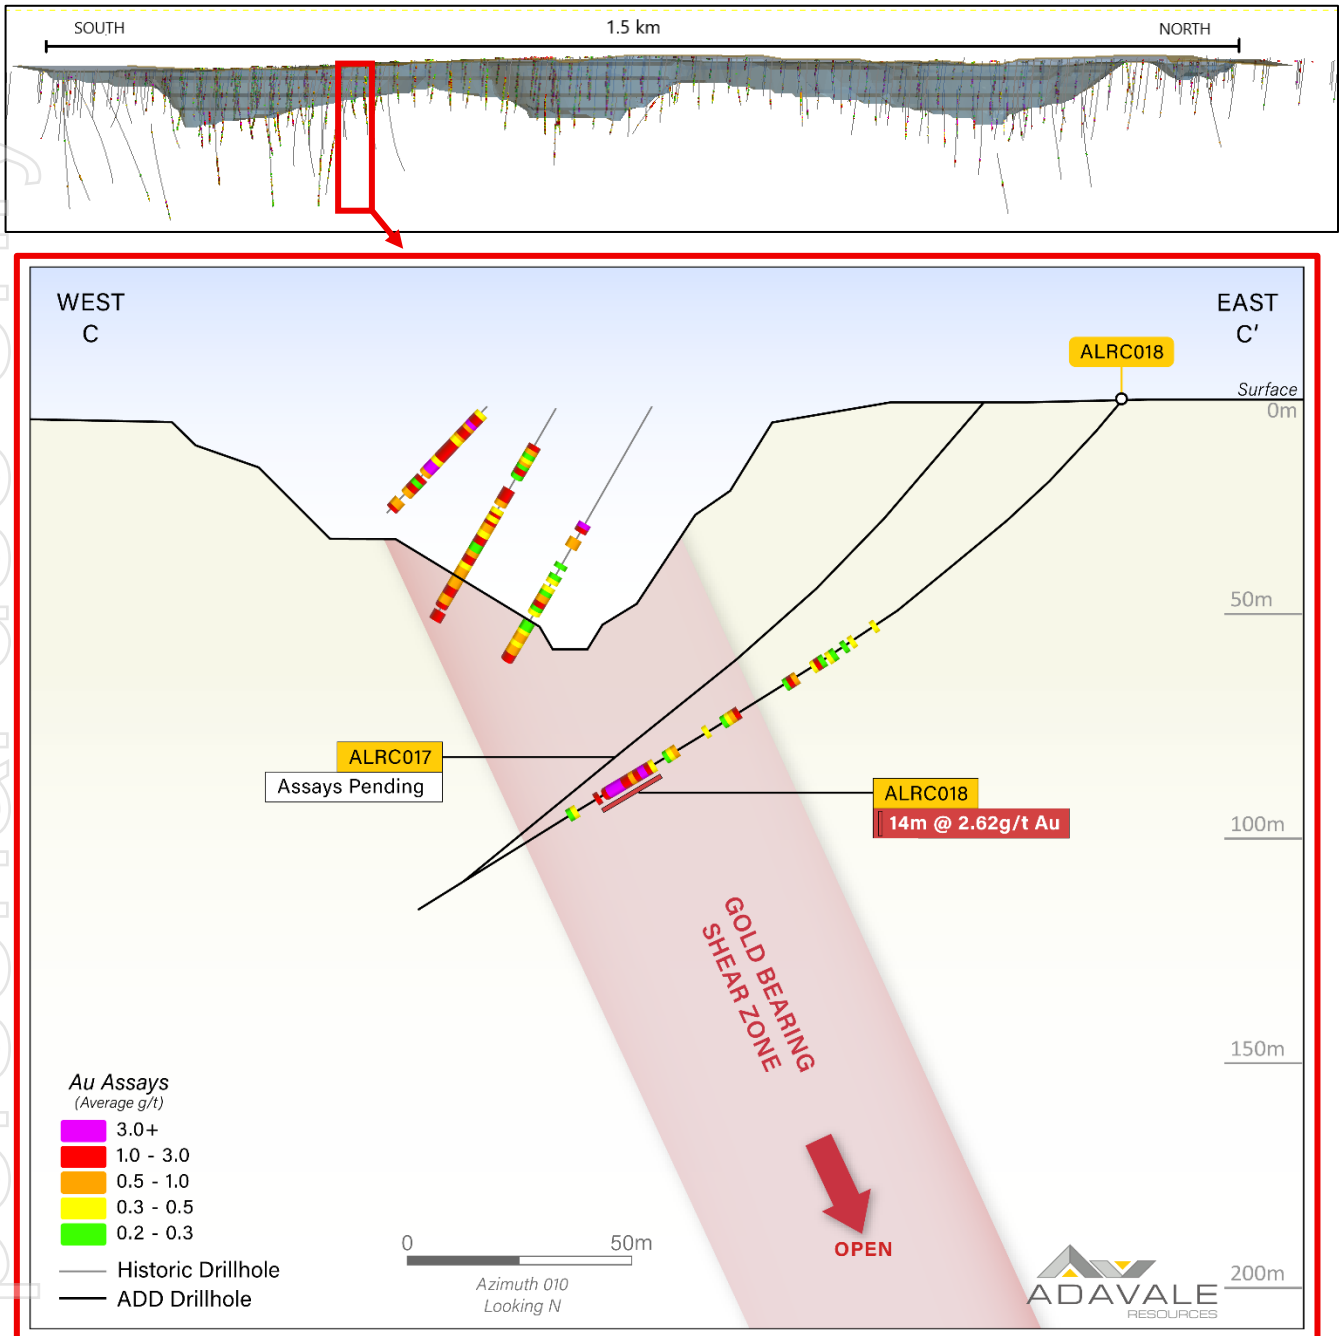 SOUTH
1.5 km
NORTH
WEST
C
EAST
C'
ALRC018
Surface
0m
50m
ALRC017
Assays Pending
ALRC018
14m @ 2.62g/t Au
100m
GOLD BEARING
SHEAR ZONE
150m
Au Assays
(Average g/t)
3.0+
1.0 - 3.0
0.5 - 1.0
0.3 - 0.5
0.2 - 0.3
Historic Drillhole
ADD Drillhole
0
50m
Azimuth 010
Looking N
OPEN
200m
ADAVALE
RESOURCES